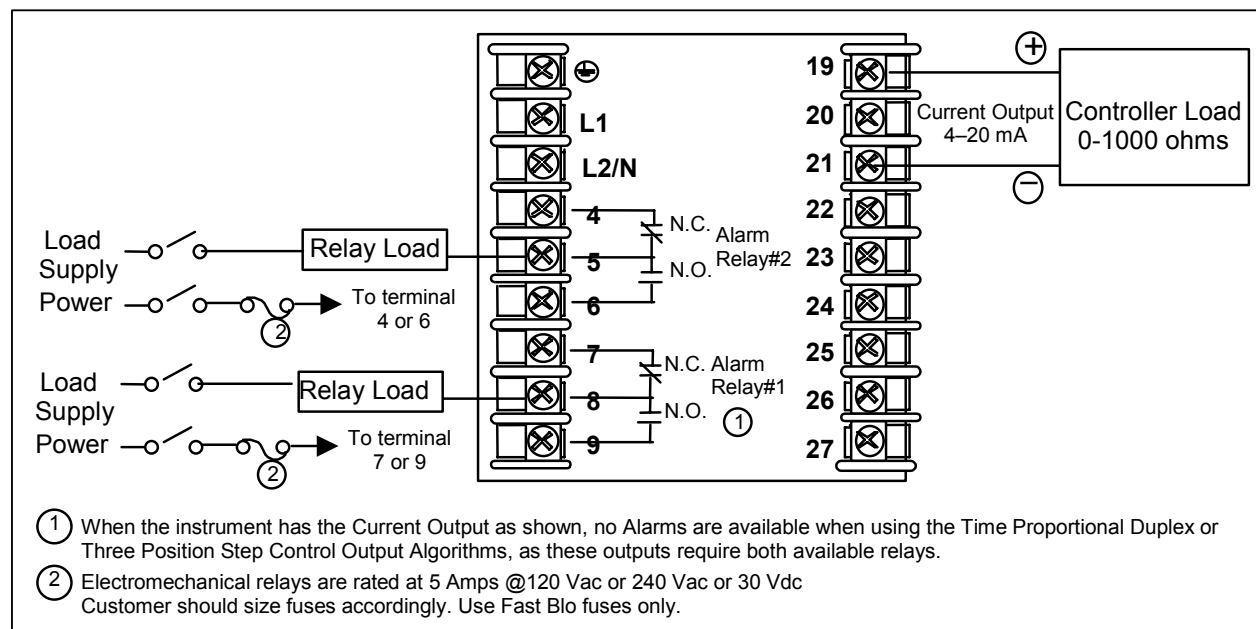 L1
L2/N
4
5
6
7
8
9
N.C.
Alarm
Relay#2
N.O.
N.C. Alarm
Relay#1
N.O.
1
19
20
21
22
23
24
25
26
27
+
Current Output
4–20 mA
−
Controller Load
0-1000 ohms
Load
Supply
Power
Relay Load
2
To terminal
4 or 6
Load
Supply
Power
Relay Load
2
To terminal
7 or 9
1 When the instrument has the Current Output as shown, no Alarms are available when using the Time Proportional Duplex or
Three Position Step Control Output Algorithms, as these outputs require both available relays.
2 Electromechanical relays are rated at 5 Amps @120 Vac or 240 Vac or 30 Vdc
Customer should size fuses accordingly. Use Fast Blo fuses only.